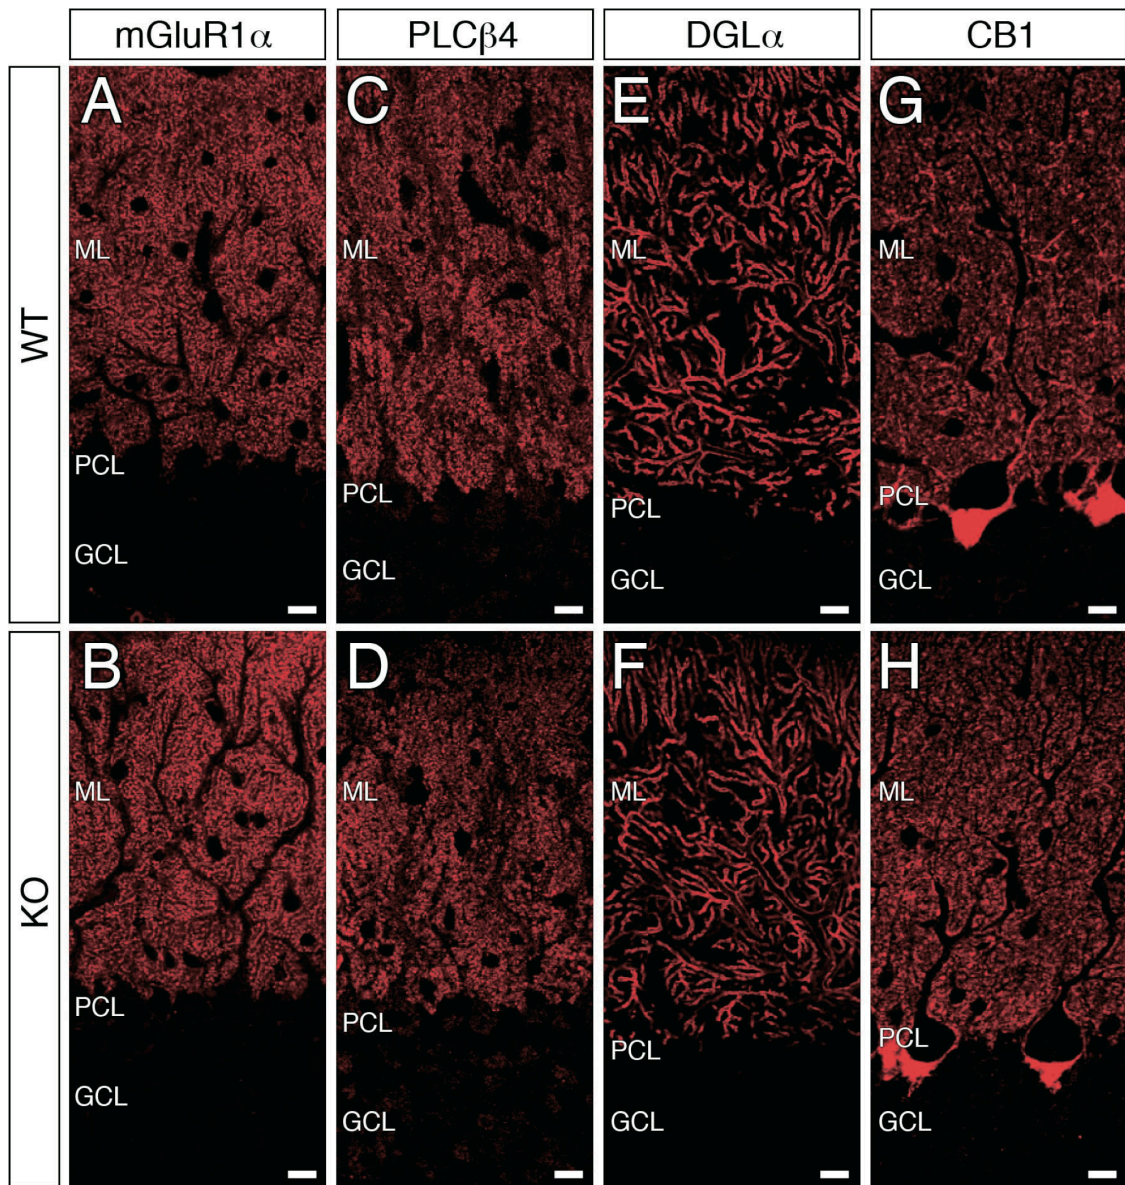 mGluR1α PLCβ4 DGLα CB1
WT
A C E G
ML ML ML ML
PCL PCL PCL PCL
GCL GCL GCL GCL
KO
B D F H
ML ML ML ML
PCL PCL PCL PCL
GCL GCL GCL GCL